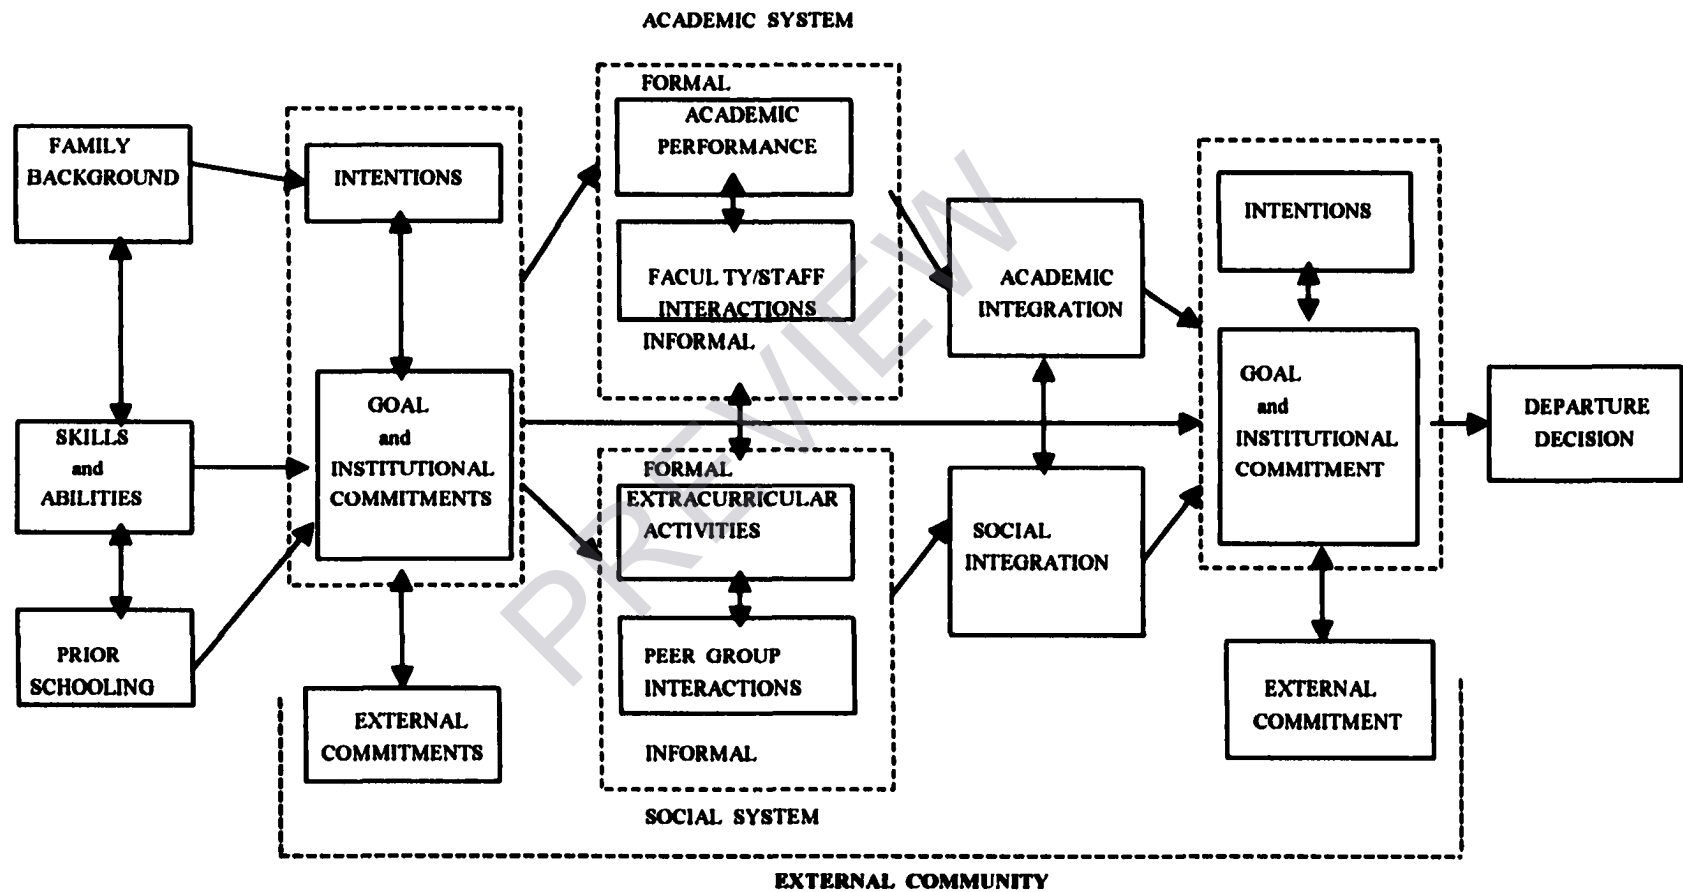 ACADEMIC SYSTEM
FAMILY
BACKGROUND
SKILLS
and
ABILITIES
PRIOR
SCHOOLING
INTENTIONS
GOAL
and
INSTITUTIONAL
COMMITMENTS
EXTERNAL
COMMITMENTS
FORMAL
ACADEMIC
PERFORMANCE
FACULTY/STAFF
INTERACTIONS
INFORMAL
FORMAL
EXTRACURRICULAR
ACTIVITIES
PEER GROUP
INTERACTIONS
INFORMAL
SOCIAL SYSTEM
ACADEMIC
INTEGRATION
SOCIAL
INTEGRATION
INTENTIONS
GOAL
and
INSTITUTIONAL
COMMITMENT
EXTERNAL
COMMITMENT
DEPARTURE
DECISION
EXTERNAL COMMUNITY
PREVIEW